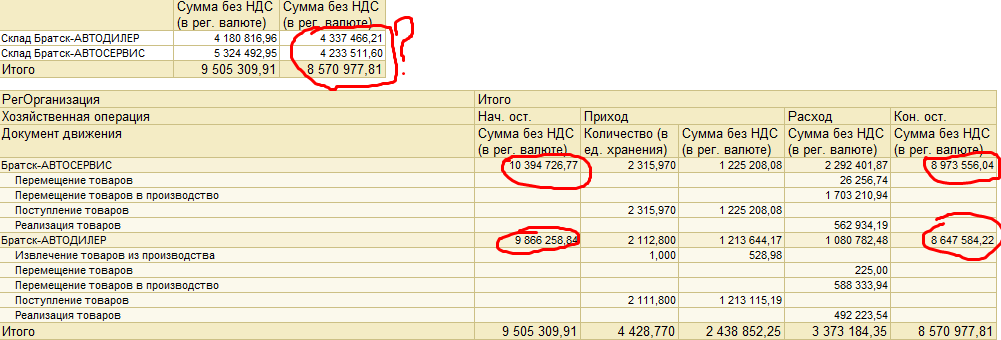 Сумма без НДС Сумма без НДС
(в рег. валюте) (в рег. валюте)
Склад Братск-АВТОДИЛЕР 4 180 816,96 4 337 466,21
Склад Братск-АВТОСЕРВИС 5 324 492,95 4 233 511,60
Итого 9 505 309,91 8 570 977,81
?
РегОрганизация Итого
Хозяйственная операция Нач. ост. Приход Расход Кон. ост.
Документ движения Сумма без НДС Количество (в Сумма без НДС Сумма без НДС Сумма без НДС
(в рег. валюте) ед. хранения) (в рег. валюте) (в рег. валюте) (в рег. валюте)
Братск-АВТОСЕРВИС 10 394 726,77 2 315,970 1 225 208,08 2 292 401,87 8 973 556,04
Перемещение товаров 26 256,74
Перемещение товаров в производство 1 703 210,94
Поступление товаров 2 315,970 1 225 208,08
Реализация товаров 562 934,19
Братск-АВТОДИЛЕР 9 866 258,84 2 112,800 1 213 644,17 1 080 782,48 8 647 584,22
Извлечение товаров из производства 1,000 528,98
Перемещение товаров 225,00
Перемещение товаров в производство 588 333,94
Поступление товаров 2 111,800 1 213 115,19
Реализация товаров 492 223,54
Итого 9 505 309,91 4 428,770 2 438 852,25 3 373 184,35 8 570 977,81